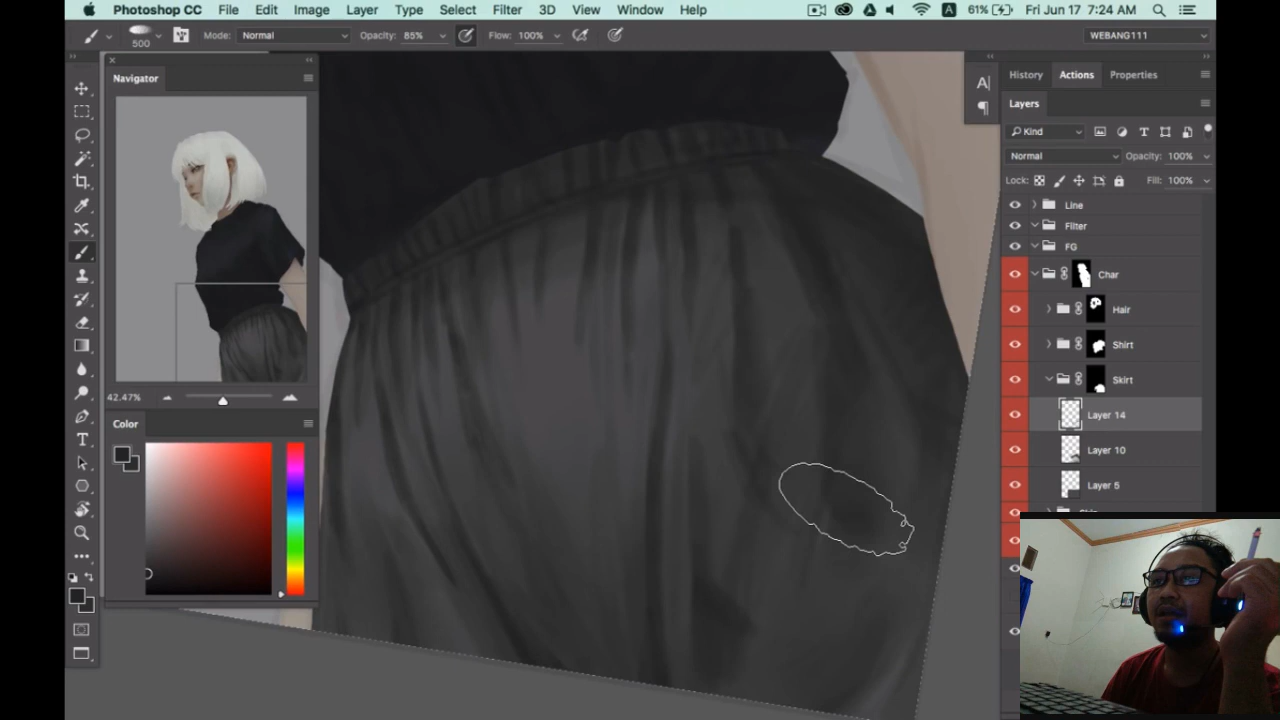 Photoshop CC File Edit Image Layer Type Select Filter 3D View Window Help 61% Fri Jun 17 7:24 AM
500 Mode: Normal Opacity: 85% Flow: 100% WEBANG111
Navigator
42.47%
Color
History Actions Properties
Layers
Kind
Normal Opacity: 100%
Lock: Fill: 100%
Line
Filter
FG
Char
Hair
Shirt
Skirt
Layer 14
Layer 10
Layer 5